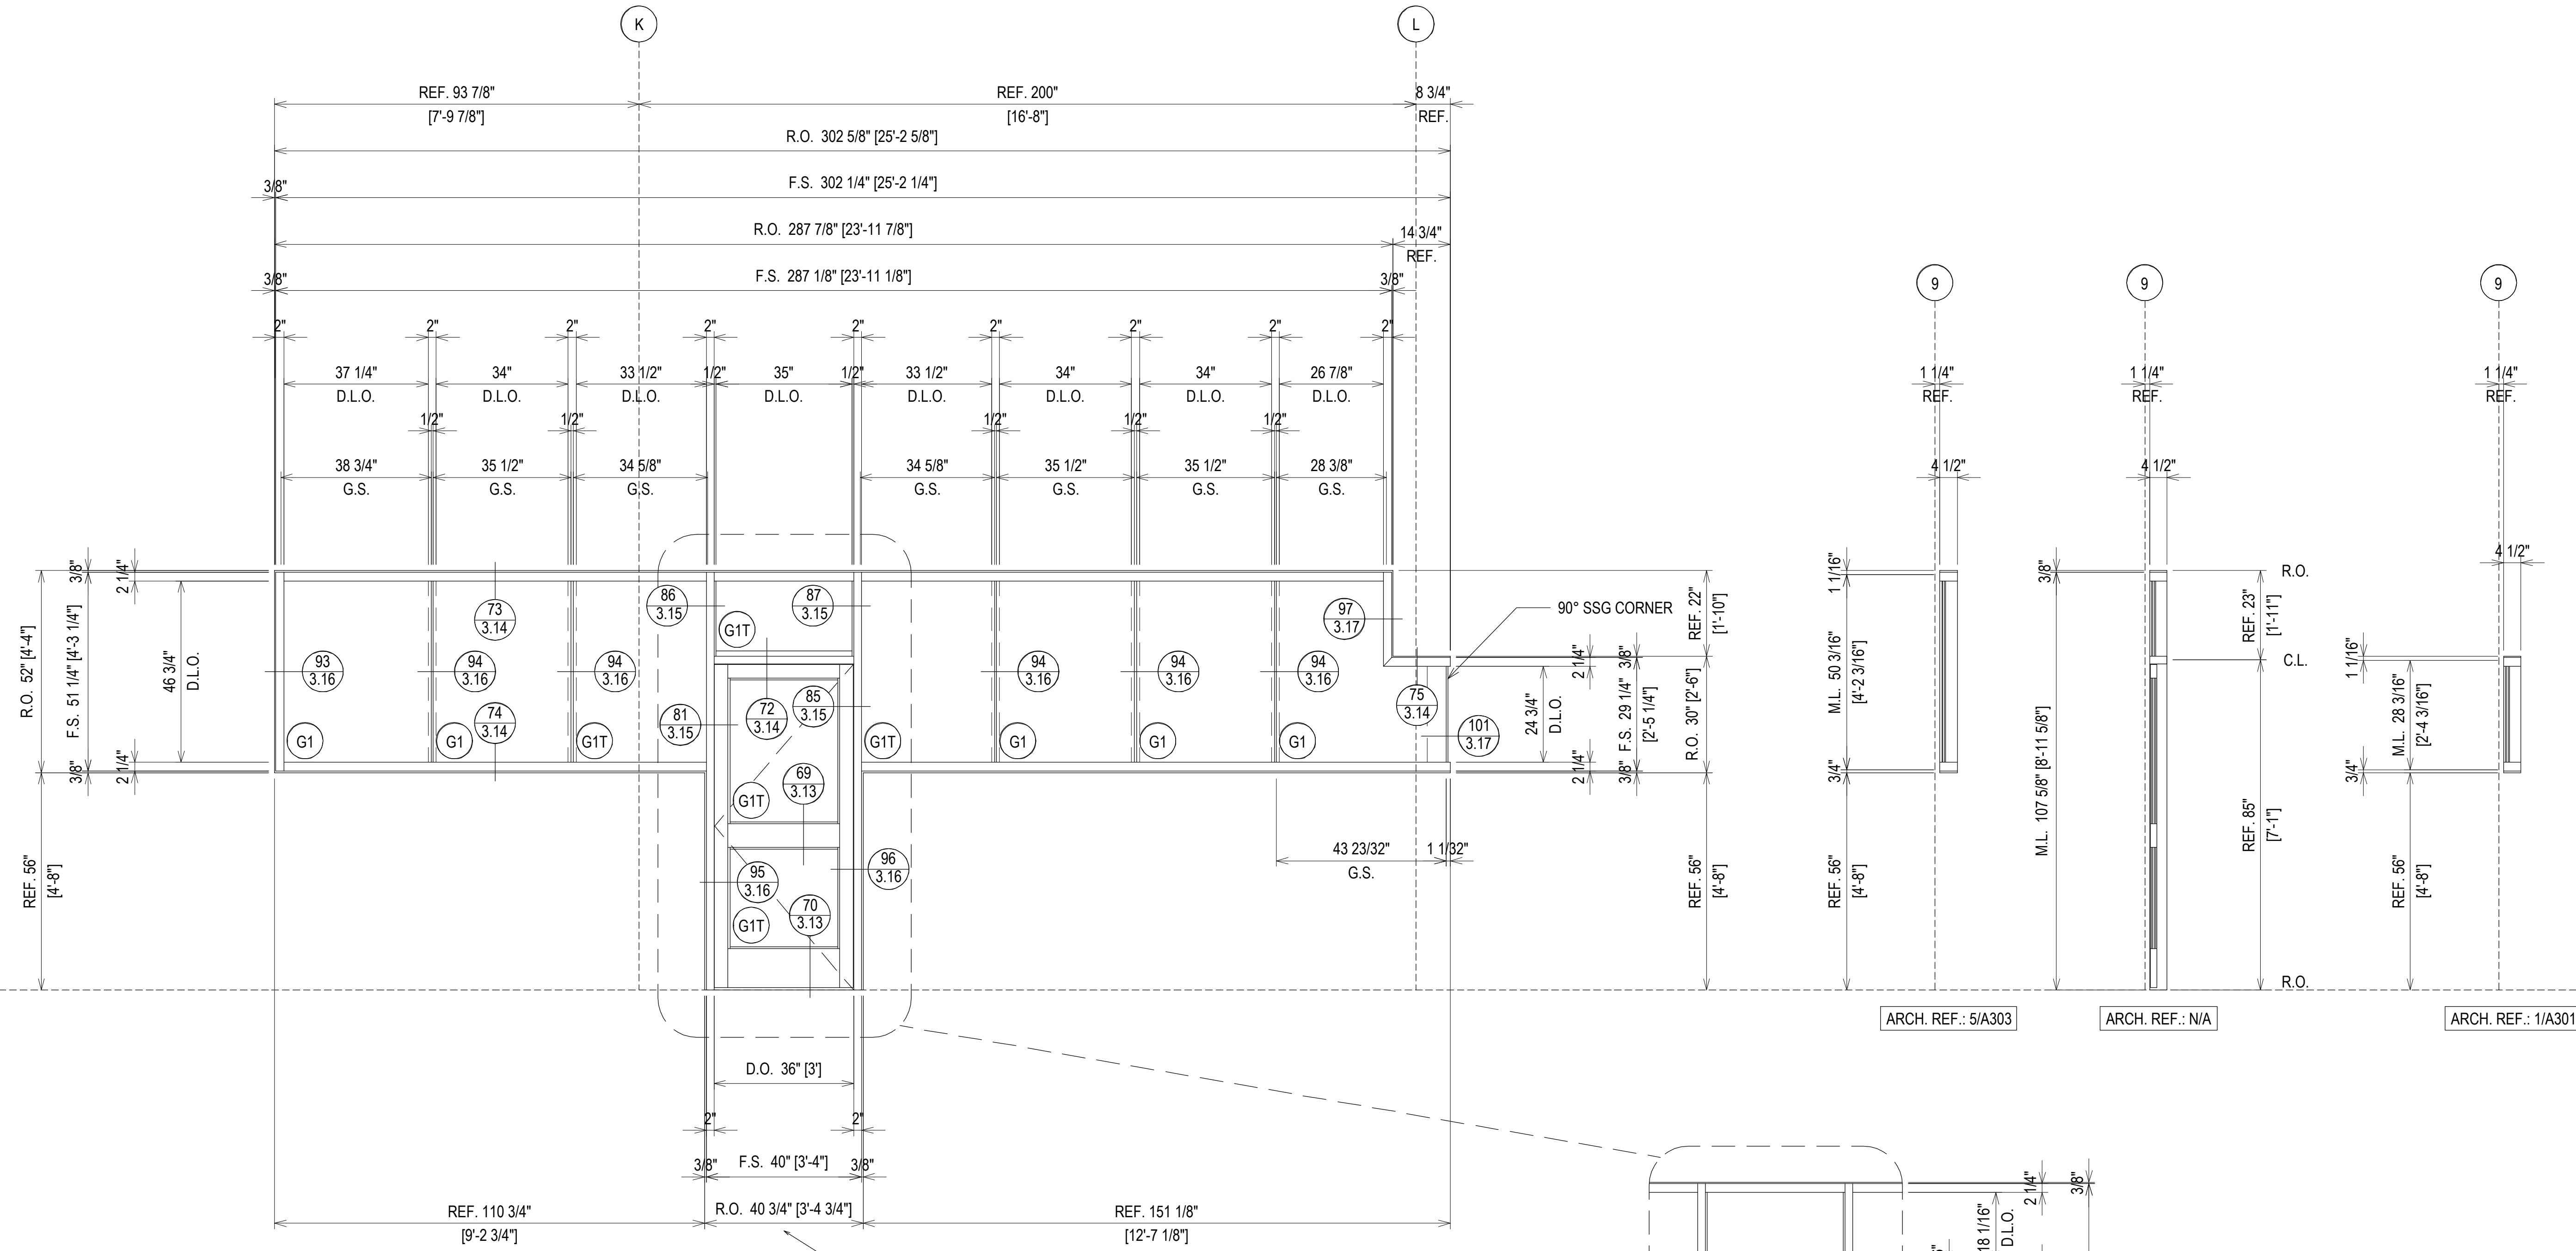 K
L
REF. 93 7/8"
[7'-9 7/8"]
REF. 200"
[16'-8"]
8 3/4"
REF.
R.O. 302 5/8" [25'-2 5/8"]
3/8"
F.S. 302 1/4" [25'-2 1/4"]
R.O. 287 7/8" [23'-11 7/8"]
14 3/4"
REF.
3/8"
F.S. 287 1/8" [23'-11 1/8"]
3/8"
2"
2"
2"
2"
2"
2"
2"
2"
2"
37 1/4"
D.L.O.
34"
D.L.O.
33 1/2"
D.L.O.
1/2"
35"
D.L.O.
1/2"
33 1/2"
D.L.O.
34"
D.L.O.
34"
D.L.O.
26 7/8"
D.L.O.
1/2"
1/2"
1/2"
1/2"
1/2"
38 3/4"
G.S.
35 1/2"
G.S.
34 5/8"
G.S.
34 5/8"
G.S.
35 1/2"
G.S.
35 1/2"
G.S.
28 3/8"
G.S.
R.O. 52" [4'-4"]
3/8"
F.S. 51 1/4" [4'-3 1/4"]
3/8"
2 1/4"
46 3/4"
D.L.O.
2 1/4"
REF. 56"
[4'-8"]
73
3.14
93
3.16
94
3.16
94
3.16
74
3.14
G1
G1
G1T
86
3.15
87
3.15
G1T
81
3.15
72
3.14
85
3.15
69
3.13
G1T
95
3.16
96
3.16
70
3.13
G1T
G1T
94
3.16
94
3.16
94
3.16
G1
G1
G1
97
3.17
75
3.14
101
3.17
90° SSG CORNER
24 3/4"
D.L.O.
2 1/4"
2 1/4"
3/8"
F.S. 29 1/4"
[2'-5 1/4"]
3/8"
REF. 22"
[1'-10"]
R.O. 30" [2'-6"]
REF. 56"
[4'-8"]
43 23/32"
G.S.
1 1/32"
D.O. 36" [3']
2"
2"
3/8"
F.S. 40" [3'-4"]
3/8"
REF. 110 3/4"
[9'-2 3/4"]
R.O. 40 3/4" [3'-4 3/4"]
REF. 151 1/8"
[12'-7 1/8"]
9
1 1/4"
REF.
4 1/2"
1 1/16"
M.L. 50 3/16"
[4'-2 3/16"]
3/4"
REF. 56"
[4'-8"]
ARCH. REF.: 5/A303
9
1 1/4"
REF.
4 1/2"
3/8"
M.L. 107 5/8" [8'-11 5/8"]
REF. 23"
[1'-11"]
REF. 85"
[7'-1"]
R.O.
C.L.
R.O.
ARCH. REF.: N/A
9
1 1/4"
REF.
4 1/2"
1 1/16"
M.L. 28 3/16"
[2'-4 3/16"]
3/4"
REF. 56"
[4'-8"]
ARCH. REF.: 1/A301
2 1/4"
3/8"
18 1/16"
D.L.O.